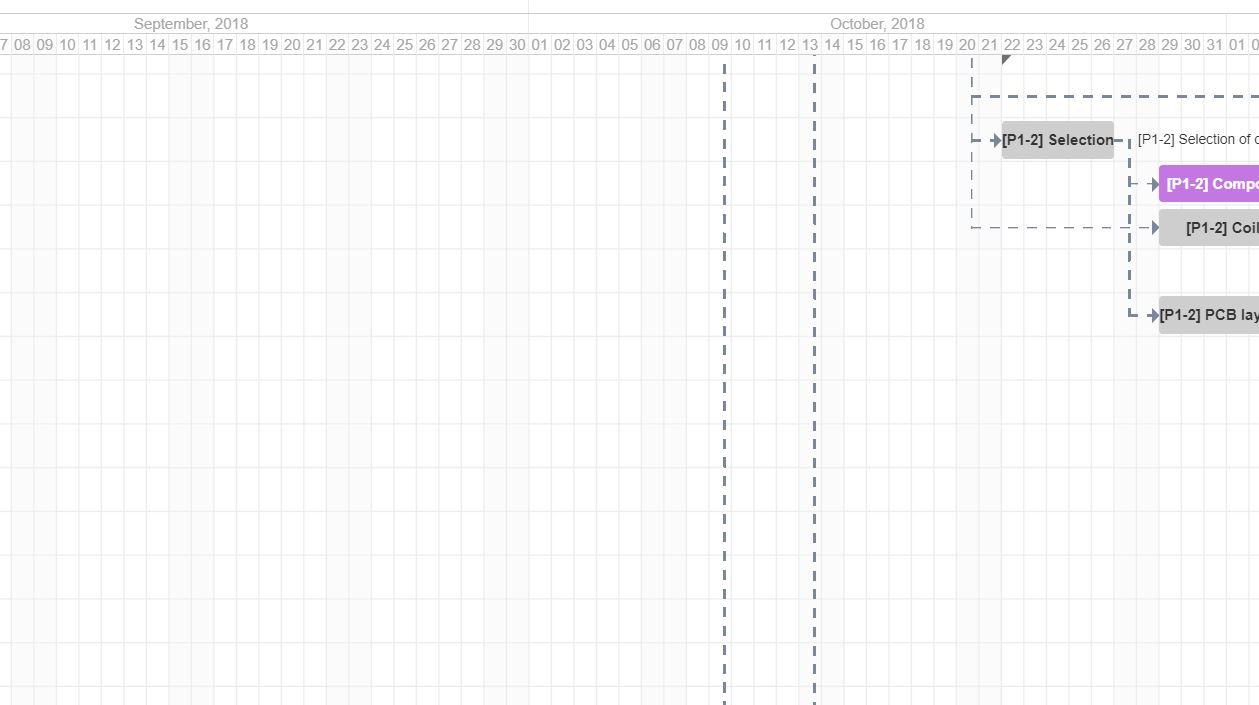 September, 2018 October, 2018
7 08 09 10 11 12 13 14 15 16 17 18 19 20 21 22 23 24 25 26 27 28 29 30 01 02 03 04 05 06 07 08 09 10 11 12 13 14 15 16 17 18 19 20 21 22 23 24 25 26 27 28 29 30 31 01 0
[P1-2] Selection [P1-2] Selection of c
[P1-2] Compo
[P1-2] Coil
[P1-2] PCB lay